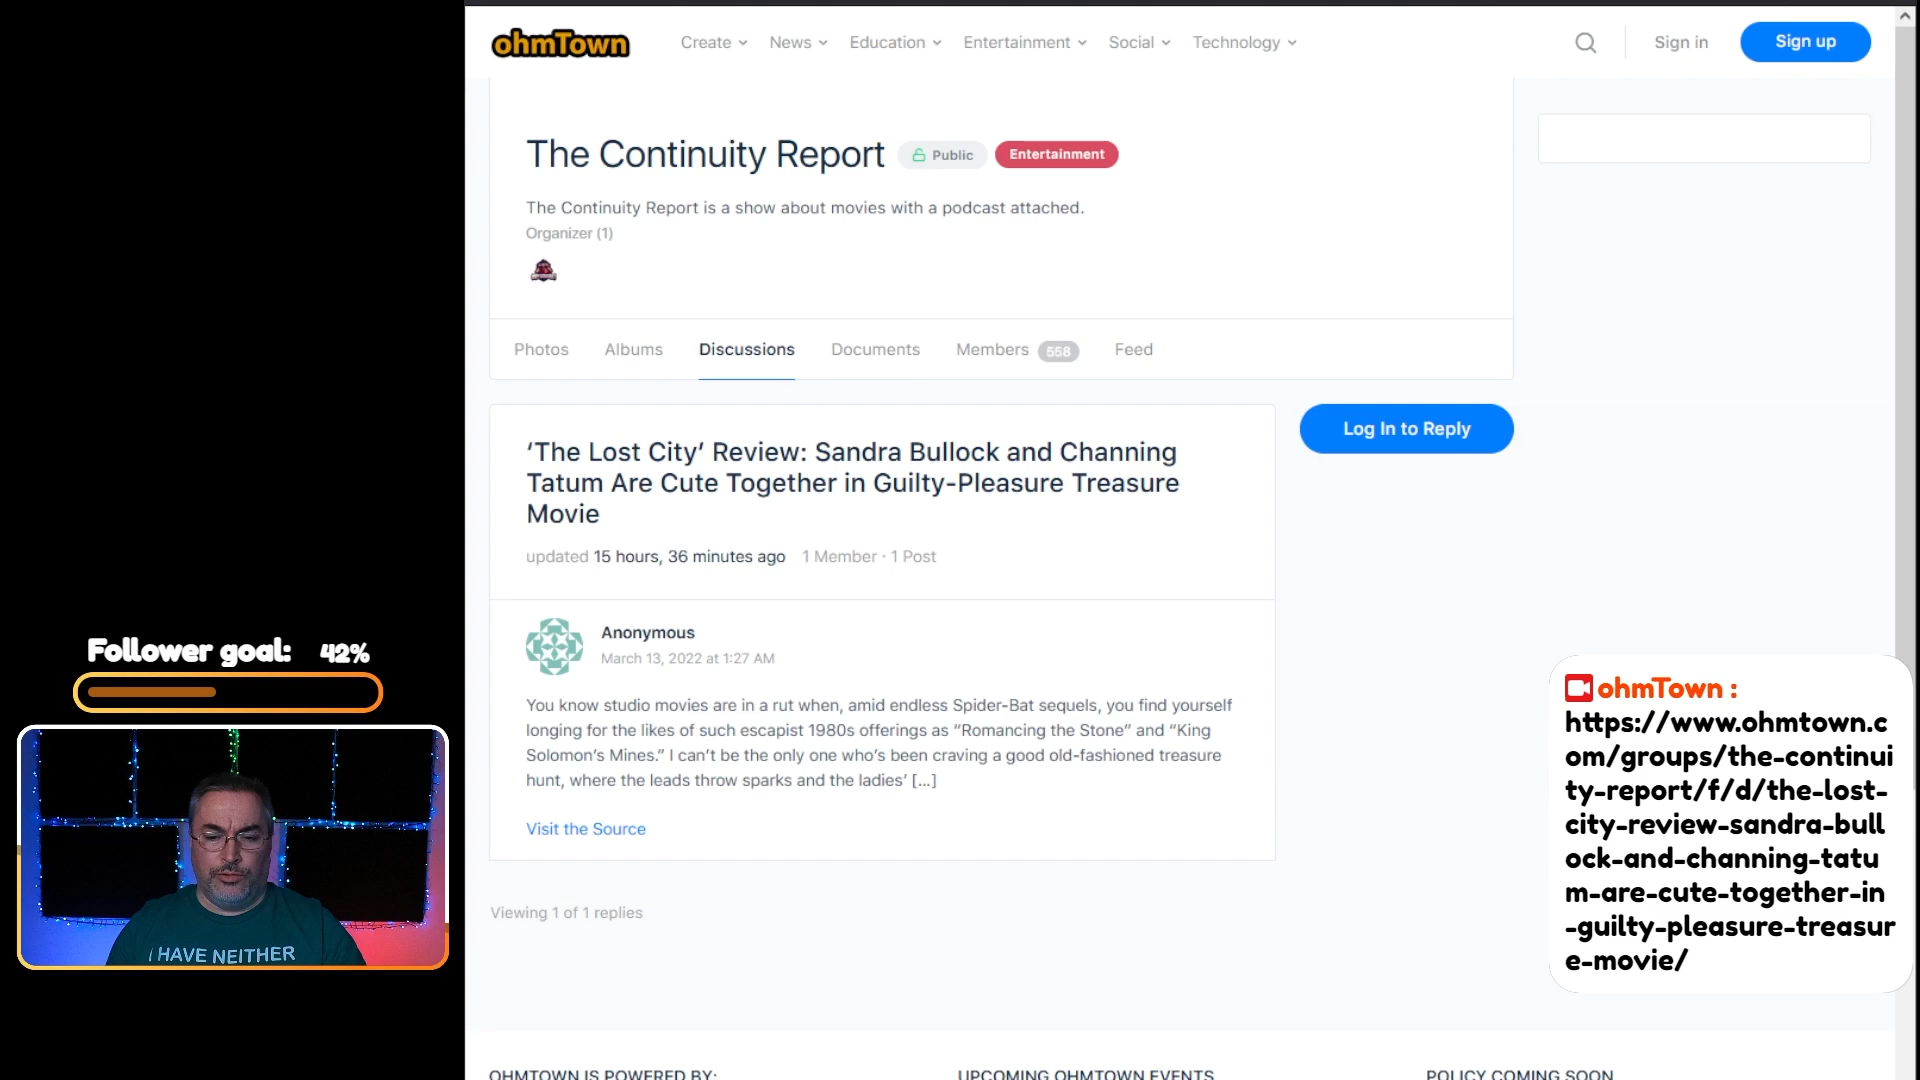 ohmTown
Create News Education Entertainment Social Technology
Sign in
Sign up
The Continuity Report
Public
Entertainment
The Continuity Report is a show about movies with a podcast attached.
Organizer (1)
Photos Albums Discussions Documents Members 558 Feed
‘The Lost City’ Review: Sandra Bullock and Channing
Tatum Are Cute Together in Guilty-Pleasure Treasure
Movie
updated 15 hours, 36 minutes ago 1 Member · 1 Post
Log In to Reply
Anonymous
March 13, 2022 at 1:27 AM
You know studio movies are in a rut when, amid endless Spider-Bat sequels, you find yourself
longing for the likes of such escapist 1980s offerings as “Romancing the Stone” and “King
Solomon’s Mines.” I can’t be the only one who’s been craving a good old-fashioned treasure
hunt, where the leads throw sparks and the ladies’ [...]
Visit the Source
Viewing 1 of 1 replies
Follower goal: 42%
I HAVE NEITHER
ohmTown :
https://www.ohmtown.c
om/groups/the-continui
ty-report/f/d/the-lost-
city-review-sandra-bull
ock-and-channing-tatu
m-are-cute-together-in
-guilty-pleasure-treasur
e-movie/
OHMTOWN IS POWERED BY:
UPCOMING OHMTOWN EVENTS
POLICY COMING SOON